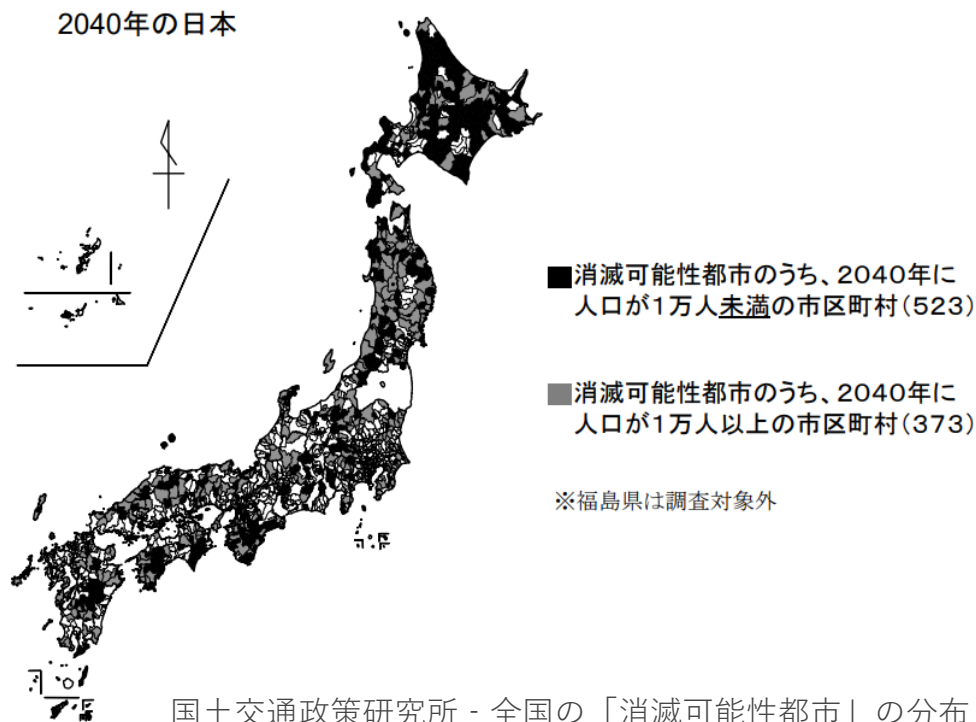 2040年の日本
消滅可能性都市のうち、2040年に
人口が1万人未満の市区町村(523)
消滅可能性都市のうち、2040年に
人口が1万人以上の市区町村(373)
※福島県は調査対象外
国土交通政策研究所 - 全国の「消滅可能性都市」の分布